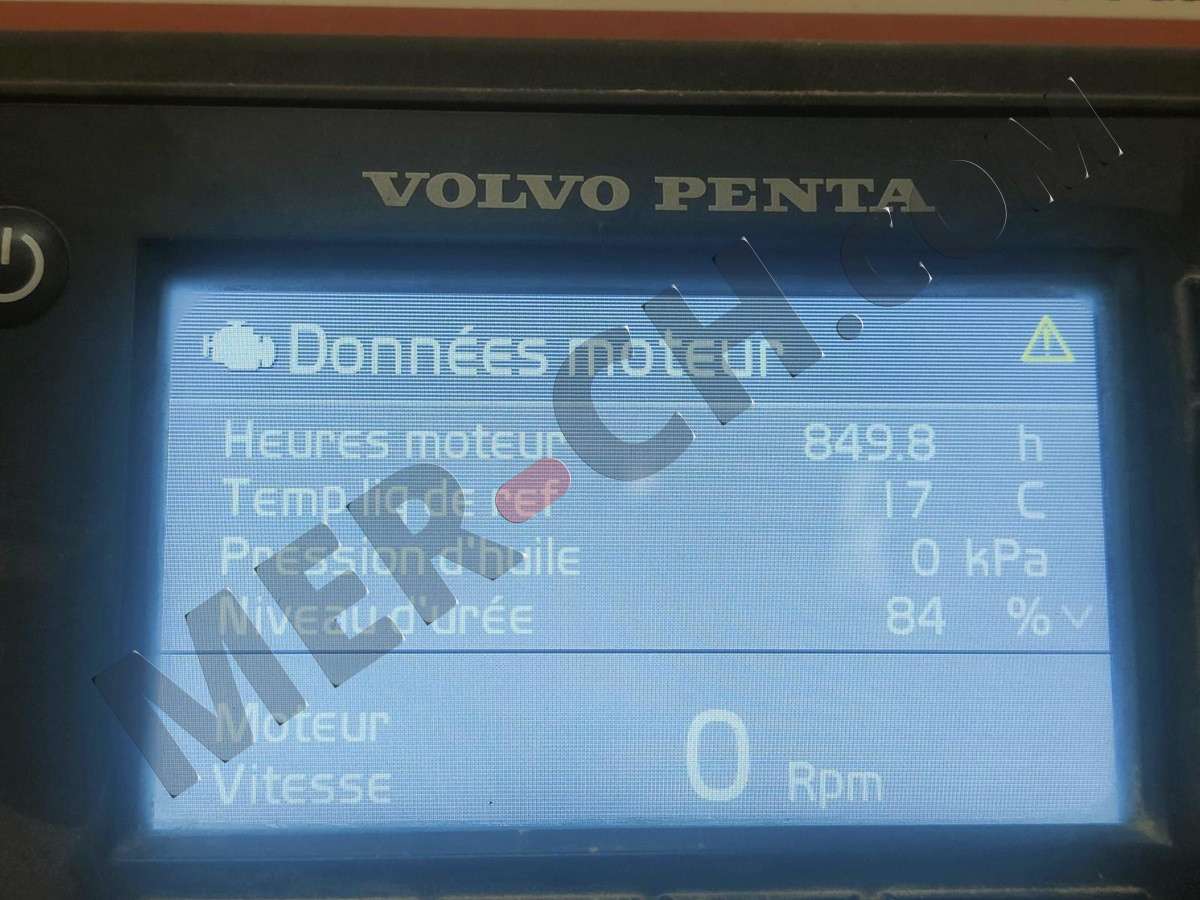 VOLVO PENTA
Données moteur
Heures moteur 849.8 h
Temp liq de ref 17 C
Pression d'huile 0 kPa
Niveau d'urée 84 %
Moteur
Vitesse 0 Rpm
MER-CH.COM